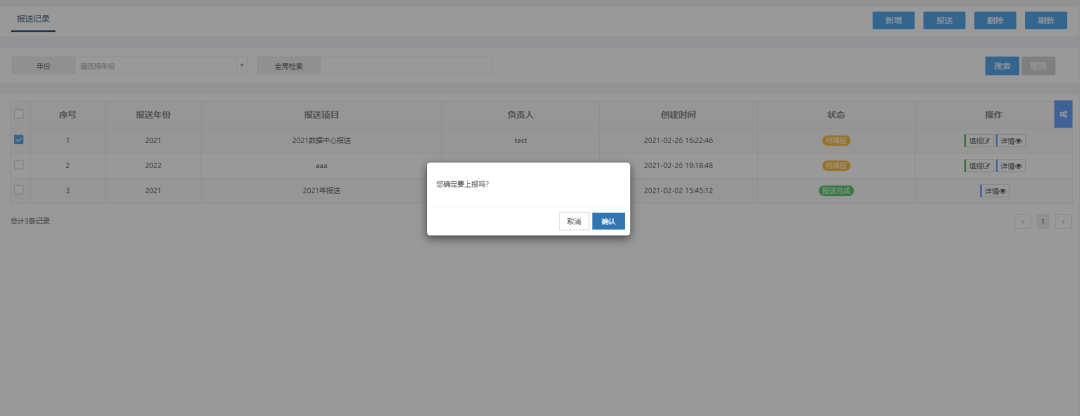 报送记录 新增 报送 删除 刷新
年份 请选择年份 全局检索 搜索 重置
序号 报送年份 报送项目 负责人 创建时间 状态 操作
1 2021 2021数据中心报送 test 2021-02-26 16:22:46 待填报 填报 详情
2 2022 aaa 2021-02-26 19:18:48 待填报 填报 详情
3 2021 2021年报送 2021-02-02 15:45:12 报送完成 详情
您确定要上报吗?
取消 确认
总计3条记录 ‹ 1 ›